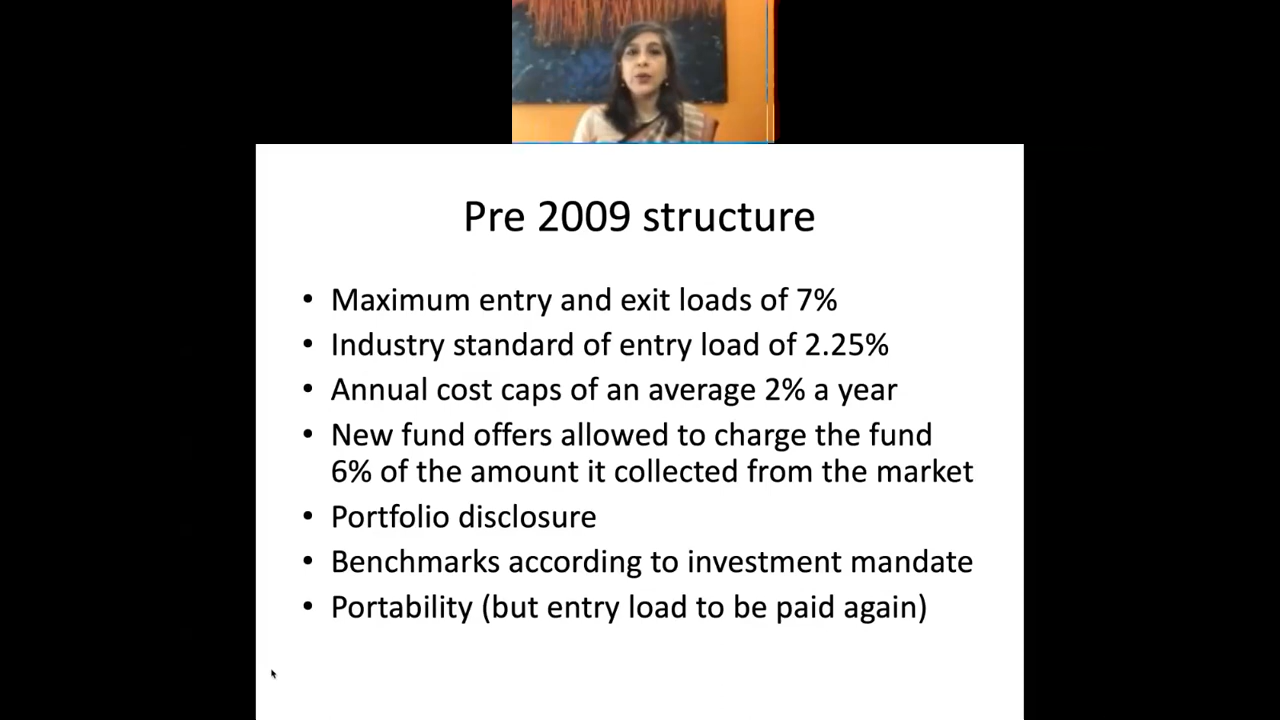 Pre 2009 structure
• Maximum entry and exit loads of 7%
• Industry standard of entry load of 2.25%
• Annual cost caps of an average 2% a year
• New fund offers allowed to charge the fund
6% of the amount it collected from the market
• Portfolio disclosure
• Benchmarks according to investment mandate
• Portability (but entry load to be paid again)